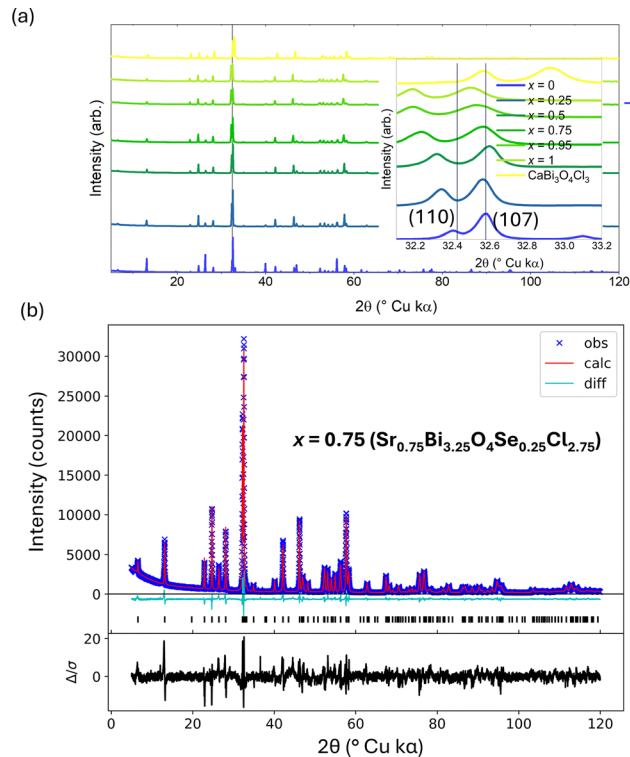 (a)
Intensity (arb.)
Intensity (arb.)
x = 0
x = 0.25
x = 0.5
x = 0.75
x = 0.95
x = 1
CaBi₃O₄Cl₃
(110)
(107)
32.2 32.4 32.6 32.8 33.0 33.2
2θ (° Cu kα)
20 40 60 80 100 120
2θ (° Cu kα)
(b)
Intensity (counts)
30000
25000
20000
15000
10000
5000
0
obs
calc
diff
x = 0.75 (Sr₀.₇₅Bi₃.₂₅O₄Se₀.₂₅Cl₂.₇₅)
Δ/σ
20
0
0 20 40 60 80 100 120
2θ (° Cu kα)